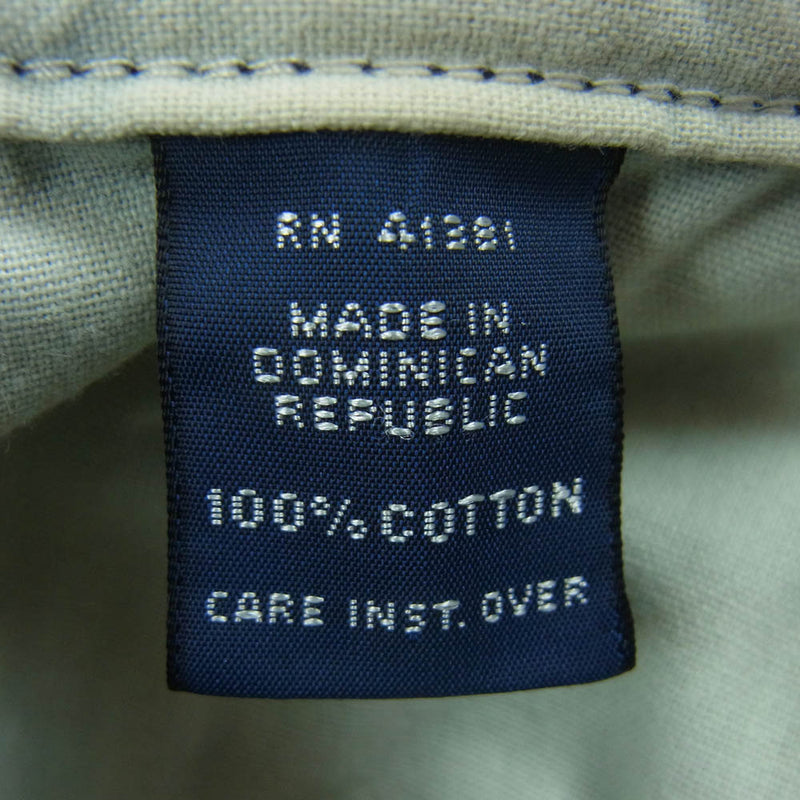 RN 41381
MADE IN
DOMINICAN
REPUBLIC
100% COTTON
CARE INST. OVER